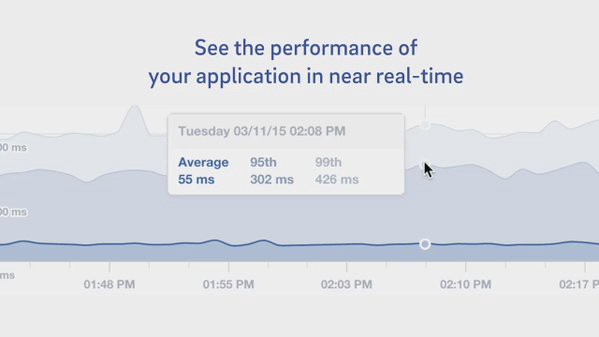 See the performance of
your application in near real-time
Tuesday 03/11/15 02:08 PM
Average 95th 99th
55 ms 302 ms 426 ms
00 ms
00 ms
ms
01:48 PM 01:55 PM 02:03 PM 02:10 PM 02:17 P